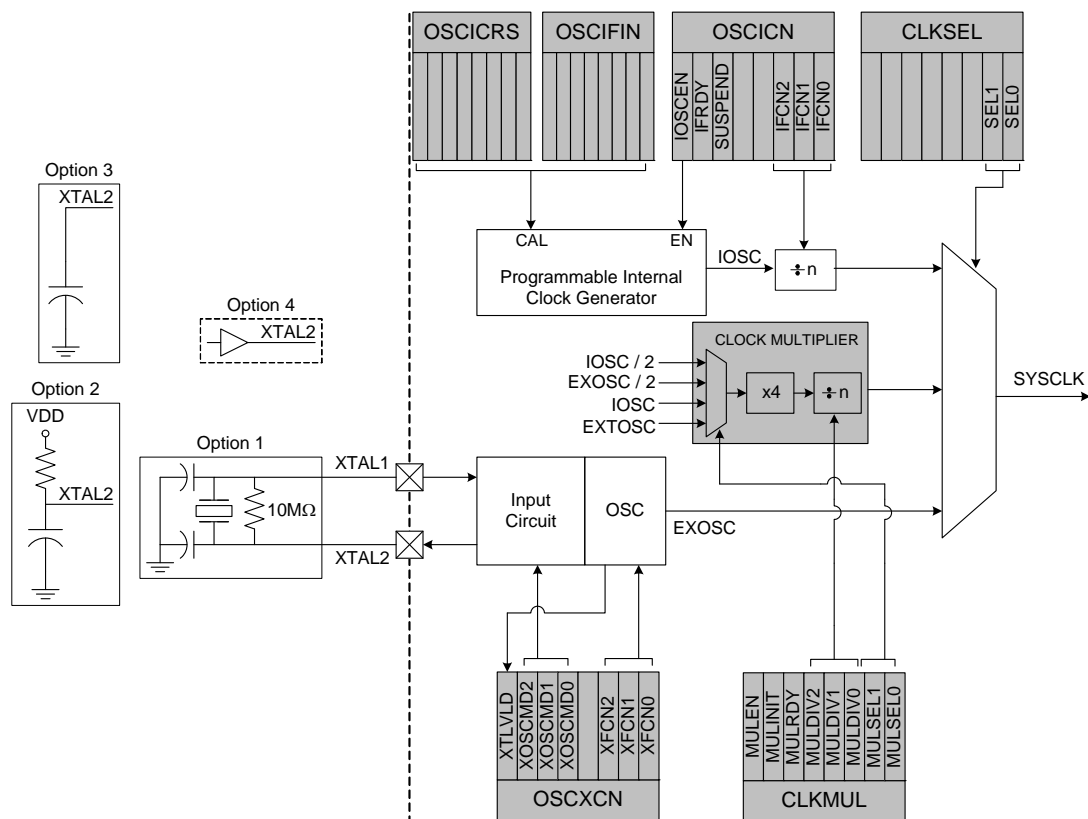 OSCICRS
OSCIFIN
OSCICN
CLKSEL
IOSCEN
IFRDY
SUSPEND
IFCN2
IFCN1
IFCN0
SEL1
SEL0
Option 3
XTAL2
Option 4
XTAL2
CAL
EN
Programmable Internal
Clock Generator
IOSC
÷n
CLOCK MULTIPLIER
IOSC / 2
EXOSC / 2
IOSC
EXTOSC
x4
÷n
SYSCLK
Option 2
VDD
XTAL2
Option 1
10MΩ
XTAL1
XTAL2
Input
Circuit
OSC
EXOSC
XTLVLD
XOSCMD2
XOSCMD1
XOSCMD0
XFCN2
XFCN1
XFCN0
OSCXCN
MULEN
MULINIT
MULRDY
MULDIV2
MULDIV1
MULDIV0
MULSEL1
MULSEL0
CLKMUL